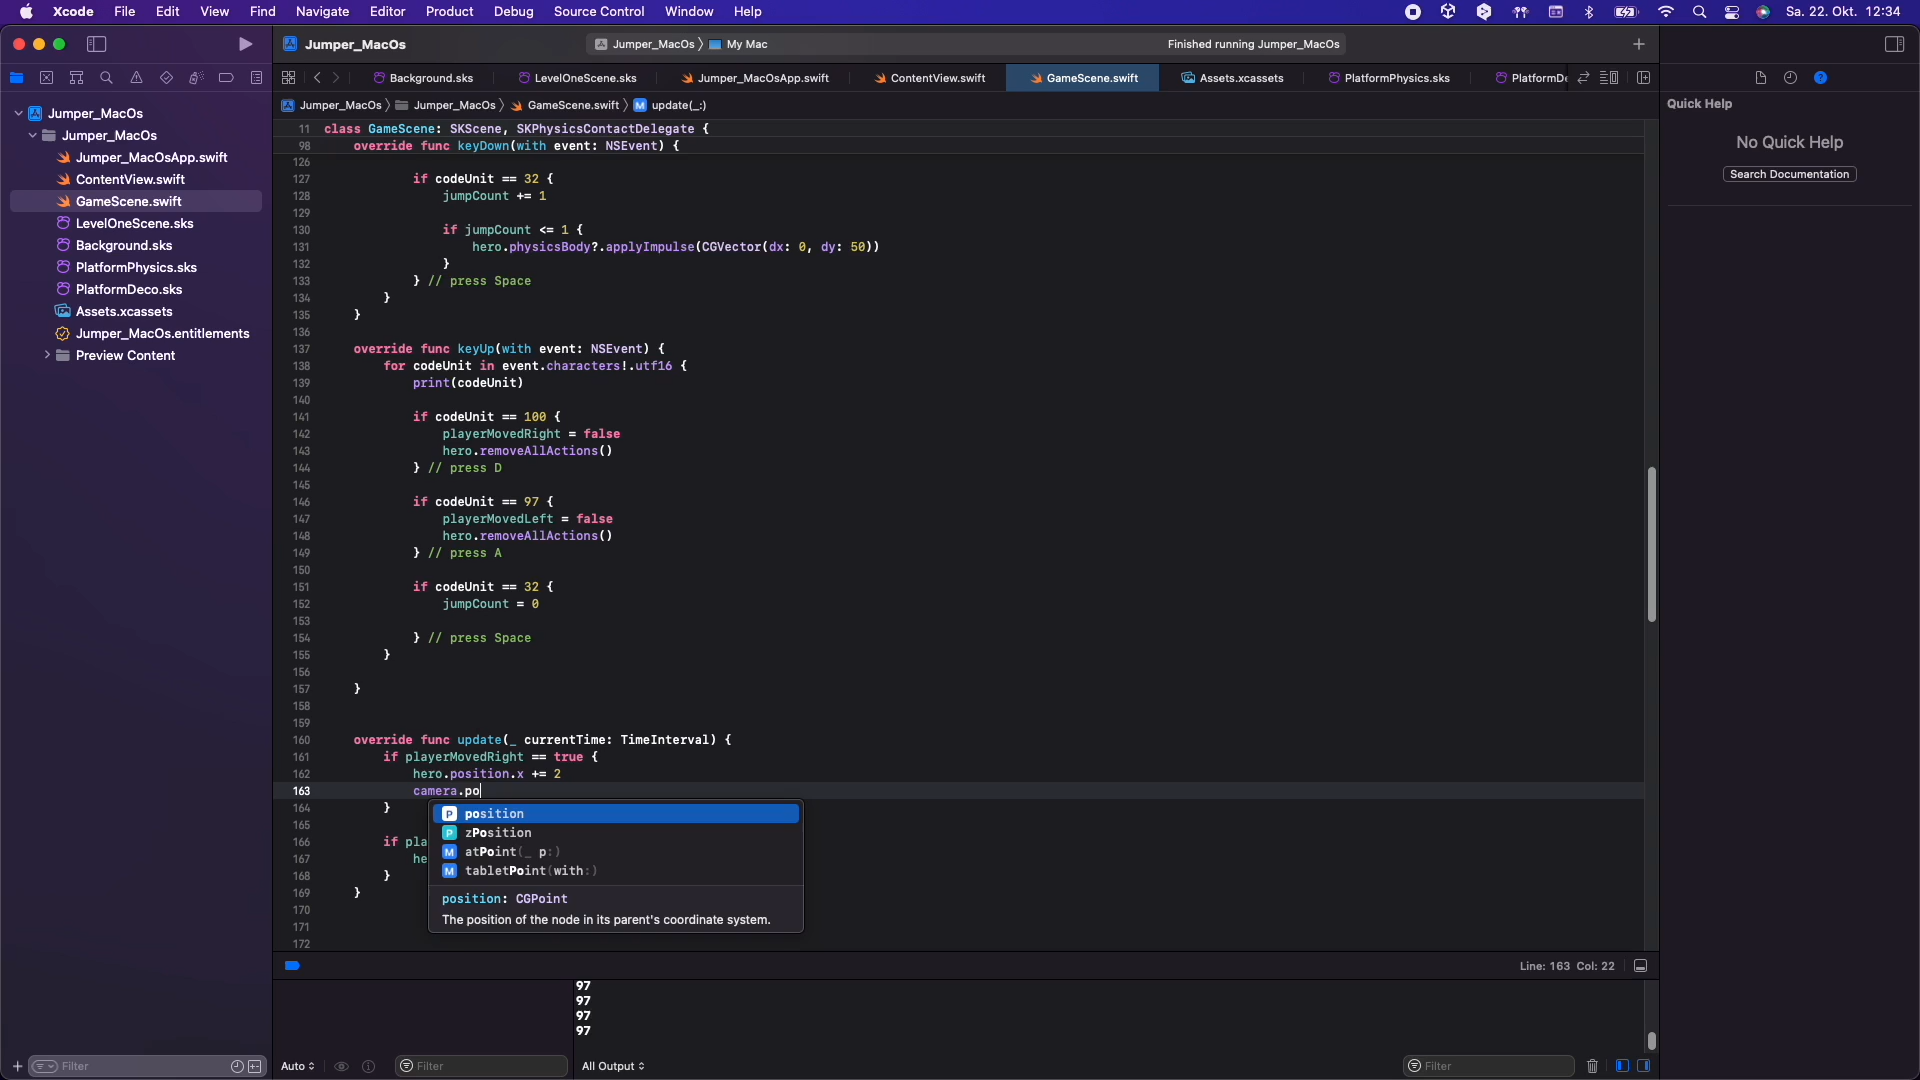 Xcode File Edit View Find Navigate Editor Product Debug Source Control Window Help Sa. 22. Okt. 12:34
Jumper_MacOs Jumper_MacOs My Mac Finished running Jumper_MacOs
Background.sks LevelOneScene.sks Jumper_MacOsApp.swift ContentView.swift GameScene.swift Assets.xcassets PlatformPhysics.sks PlatformDe
Jumper_MacOs Jumper_MacOs GameScene.swift M update(_:)
Jumper_MacOs
Jumper_MacOs
Jumper_MacOsApp.swift
ContentView.swift
GameScene.swift
LevelOneScene.sks
Background.sks
PlatformPhysics.sks
PlatformDeco.sks
Assets.xcassets
Jumper_MacOs.entitlements
Preview Content
Filter
11 class GameScene: SKScene, SKPhysicsContactDelegate {
98 override func keyDown(with event: NSEvent) {
126
127 if codeUnit == 32 {
128 jumpCount += 1
129
130 if jumpCount <= 1 {
131 hero.physicsBody?.applyImpulse(CGVector(dx: 0, dy: 50))
132 }
133 } // press Space
134 }
135 }
136
137 override func keyUp(with event: NSEvent) {
138 for codeUnit in event.characters!.utf16 {
139 print(codeUnit)
140
141 if codeUnit == 100 {
142 playerMovedRight = false
143 hero.removeAllActions()
144 } // press D
145
146 if codeUnit == 97 {
147 playerMovedLeft = false
148 hero.removeAllActions()
149 } // press A
150
151 if codeUnit == 32 {
152 jumpCount = 0
153
154 } // press Space
155 }
156
157 }
158
159
160 override func update(_ currentTime: TimeInterval) {
161 if playerMovedRight == true {
162 hero.position.x += 2
163 camera.po
164 }
165
166 if pla
167 he
168 }
169 }
170
171
172
P position
P zPosition
M atPoint(_ p:)
M tabletPoint(with:)
position: CGPoint
The position of the node in its parent's coordinate system.
Line: 163 Col: 22
97
97
97
97
Auto Filter All Output Filter
Quick Help
No Quick Help
Search Documentation